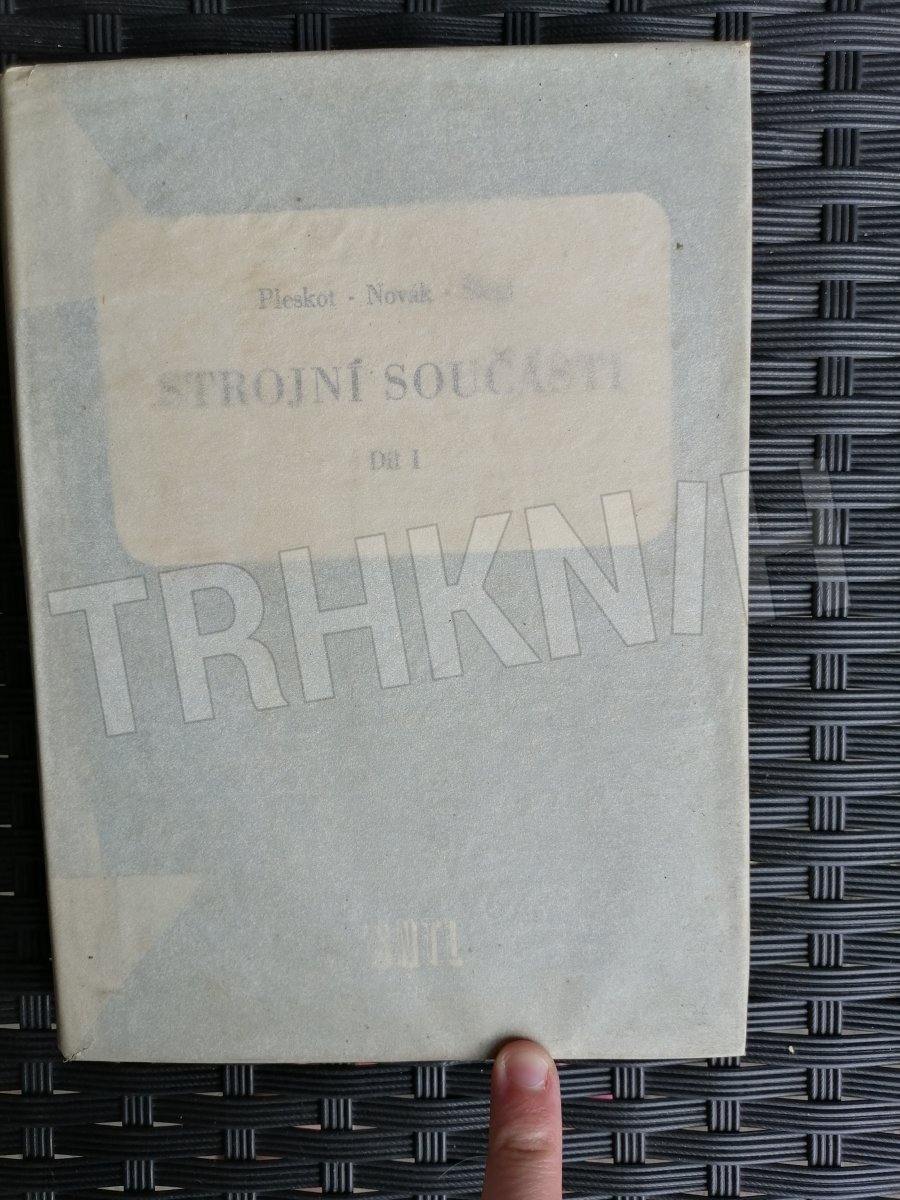 Pleskot - Novák -
STROJNÍ SOUČÁSTI
Díl I
TRHKNIH
SNTL